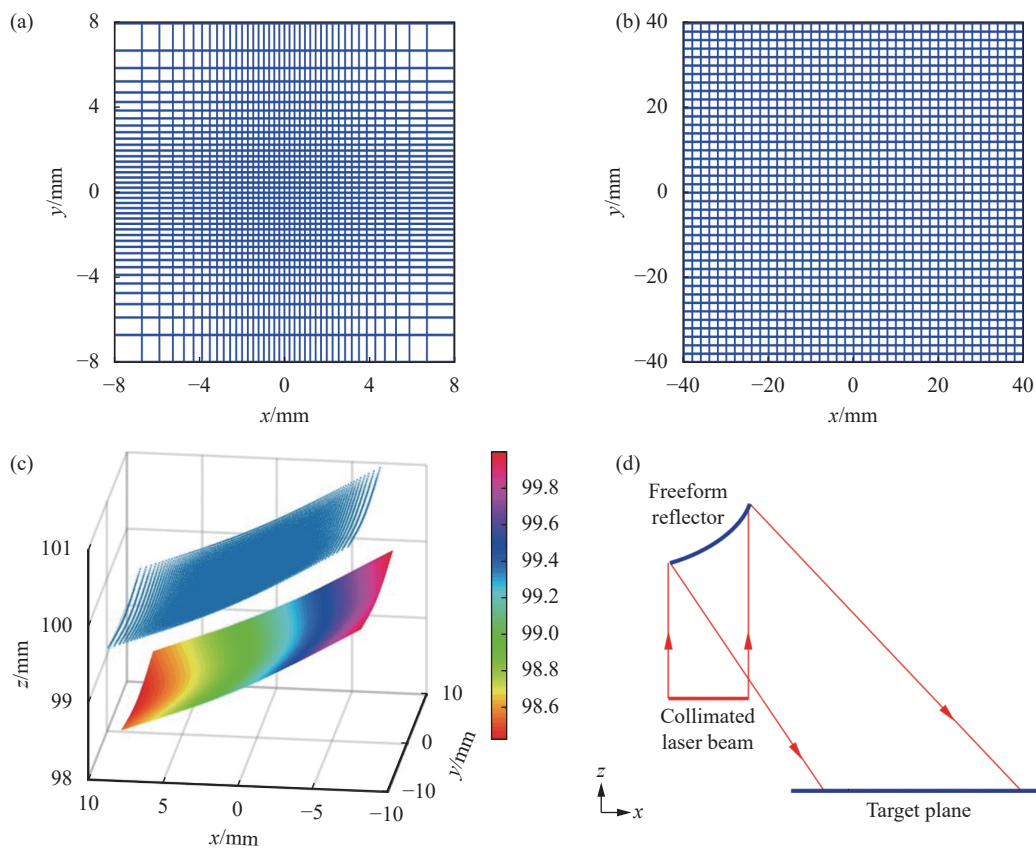 (a)
8
4
0
−4
−8
y/mm
−8
−4
0
4
8
x/mm
(b)
40
20
0
−20
−40
y/mm
−40
−20
0
20
40
x/mm
(c)
101
100
99
98
z/mm
10
5
0
−5
−10
x/mm
10
0
−10
y/mm
99.8
99.6
99.4
99.2
99.0
98.8
98.6
(d)
Freeform
reflector
Collimated
laser beam
z
x
Target plane